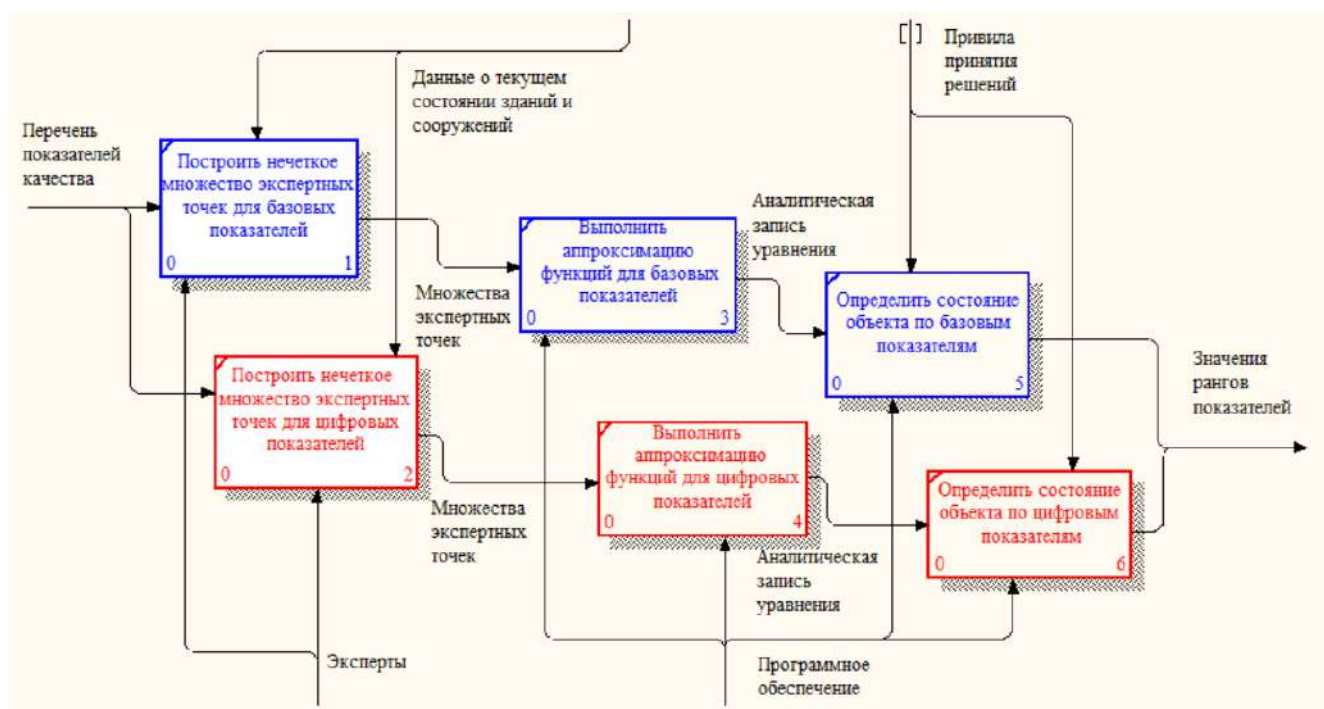 [ ]
Привила
принятия
решений
Данные о текущем
состоянии зданий и
сооружений
Перечень
показателей
качества
Построить нечеткое
множество экспертных
точек для базовых
показателей
0 1
Множества
экспертных
точек
Выполнить
аппроксимацию
функций для базовых
показателей
0 3
Аналитическая
запись
уравнения
Определить состояние
объекта по базовым
показателям
0 5
Значения
рангов
показателей
Построить нечеткое
множество экспертных
точек для цифровых
показателей
0 2
Множества
экспертных
точек
Выполнить
аппроксимацию
функций для цифровых
показателей
0 4
Аналитическая
запись
уравнения
Определить состояние
объекта по цифровым
показателям
0 6
Эксперты
Программное
обеспечение